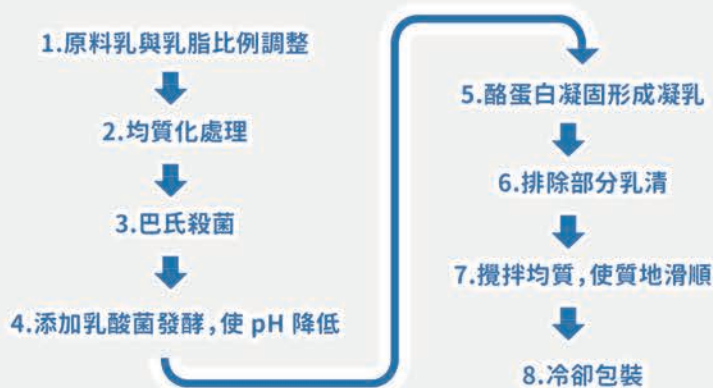 1.原料乳與乳脂比例調整
2.均質化處理
3.巴氏殺菌
4.添加乳酸菌發酵,使 pH 降低
5.酪蛋白凝固形成凝乳
6.排除部分乳清
7.攪拌均質,使質地滑順
8.冷卻包裝